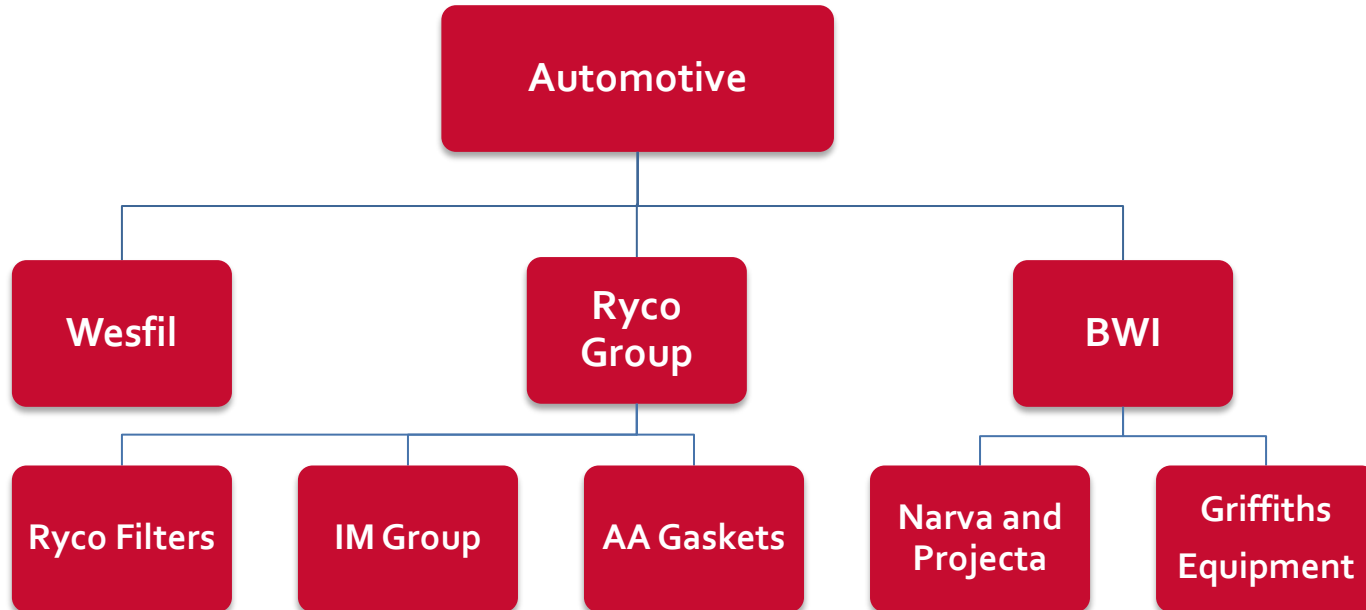 Automotive
Wesfil
Ryco
Group
BWI
Ryco Filters
IM Group
AA Gaskets
Narva and
Projecta
Griffiths
Equipment